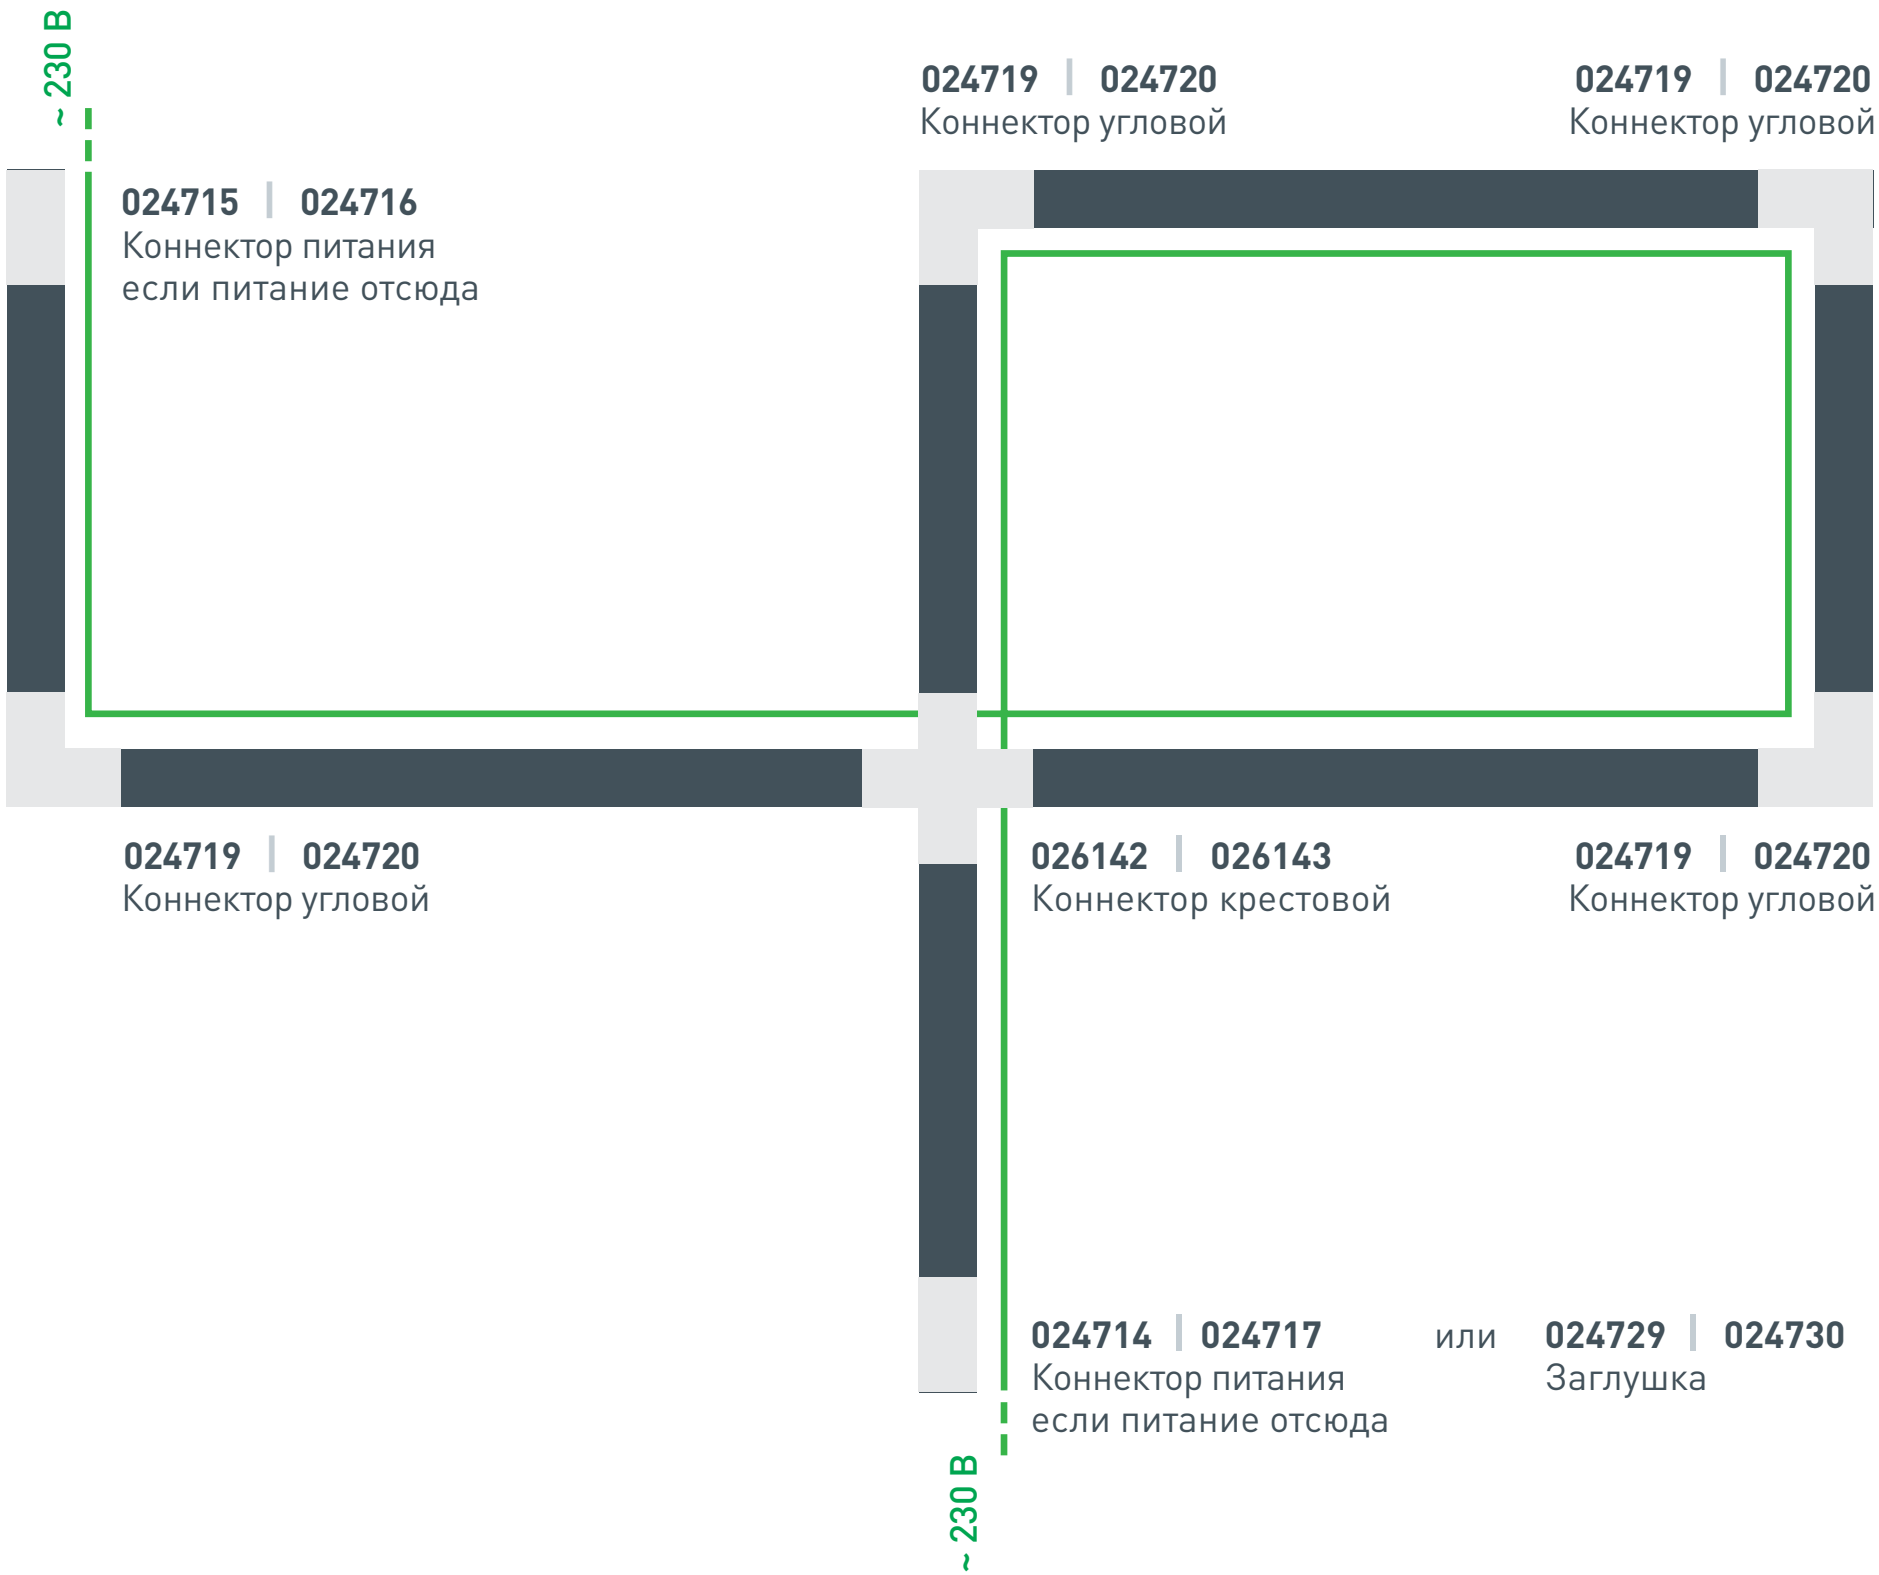 ~ 230 В
024719 | 024720
Коннектор угловой
024719 | 024720
Коннектор угловой
024715 | 024716
Коннектор питания
если питание отсюда
024719 | 024720
Коннектор угловой
026142 | 026143
Коннектор крестовой
024719 | 024720
Коннектор угловой
024714 | 024717
Коннектор питания
если питание отсюда
или
024729 | 024730
Заглушка
~ 230 В